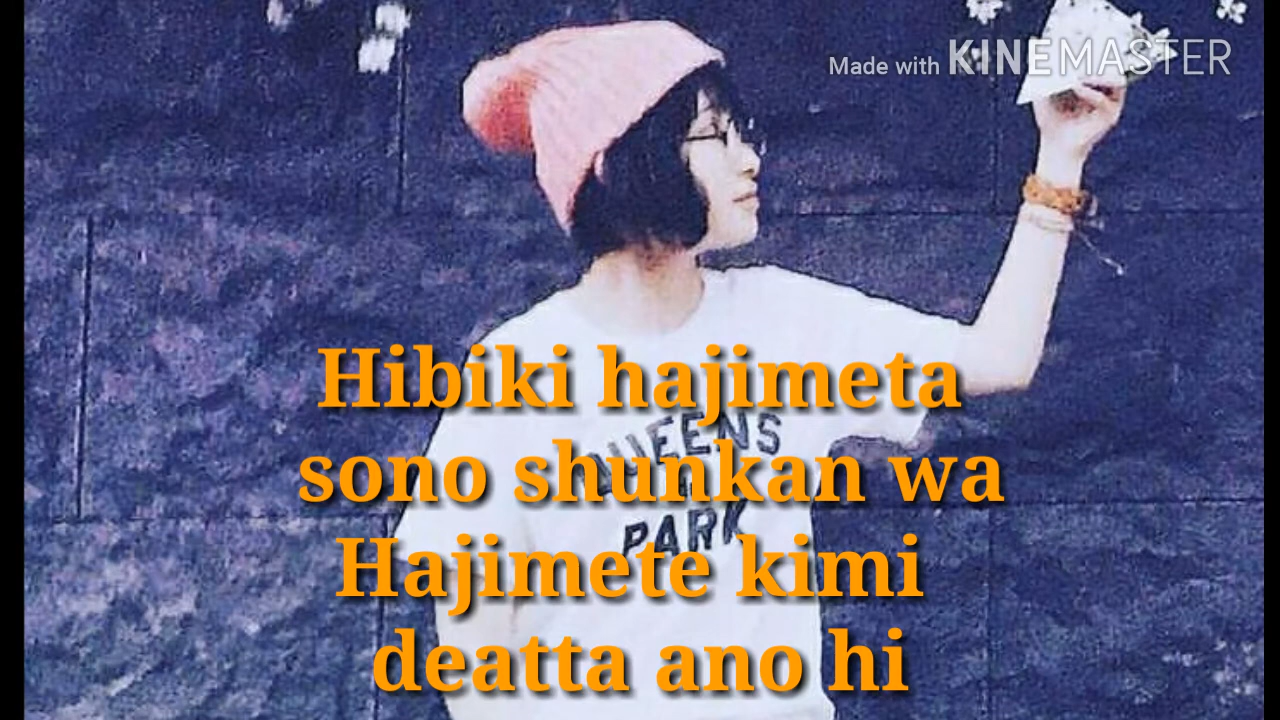 Made with KINEMASTER
Hibiki hajimeta
sono shunkan wa
Hajimete kimi
deatta ano hi
QUEENS
PARK